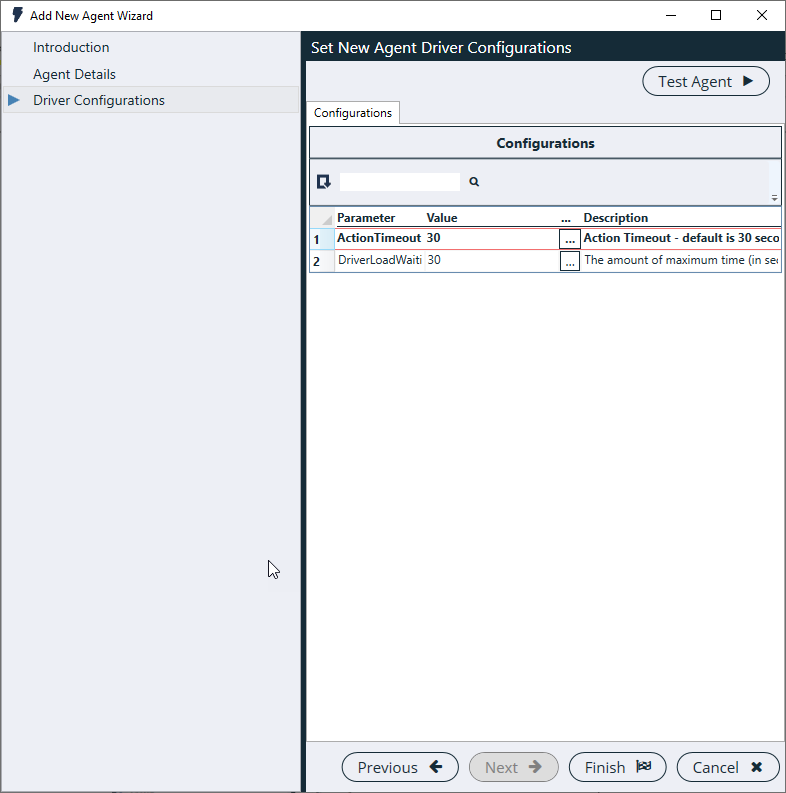 Add New Agent Wizard
Introduction
Agent Details
Driver Configurations
Set New Agent Driver Configurations
Test Agent
Configurations
Configurations
Parameter Value ... Description
1 ActionTimeout 30 ... Action Timeout - default is 30 seco
2 DriverLoadWaiti 30 ... The amount of maximum time (in sec
Previous Next Finish Cancel